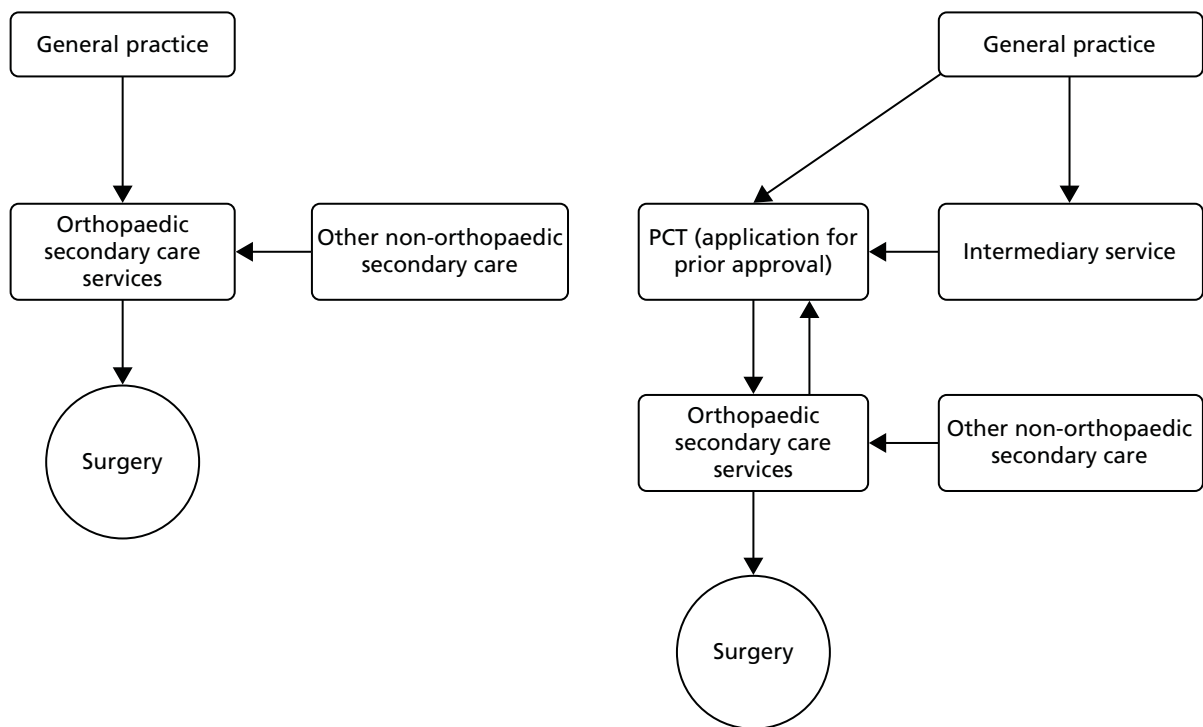 General practice
Orthopaedic
secondary care
services
Other non-orthopaedic
secondary care
Surgery
General practice
PCT (application for
prior approval)
Intermediary service
Orthopaedic
secondary care
services
Other non-orthopaedic
secondary care
Surgery